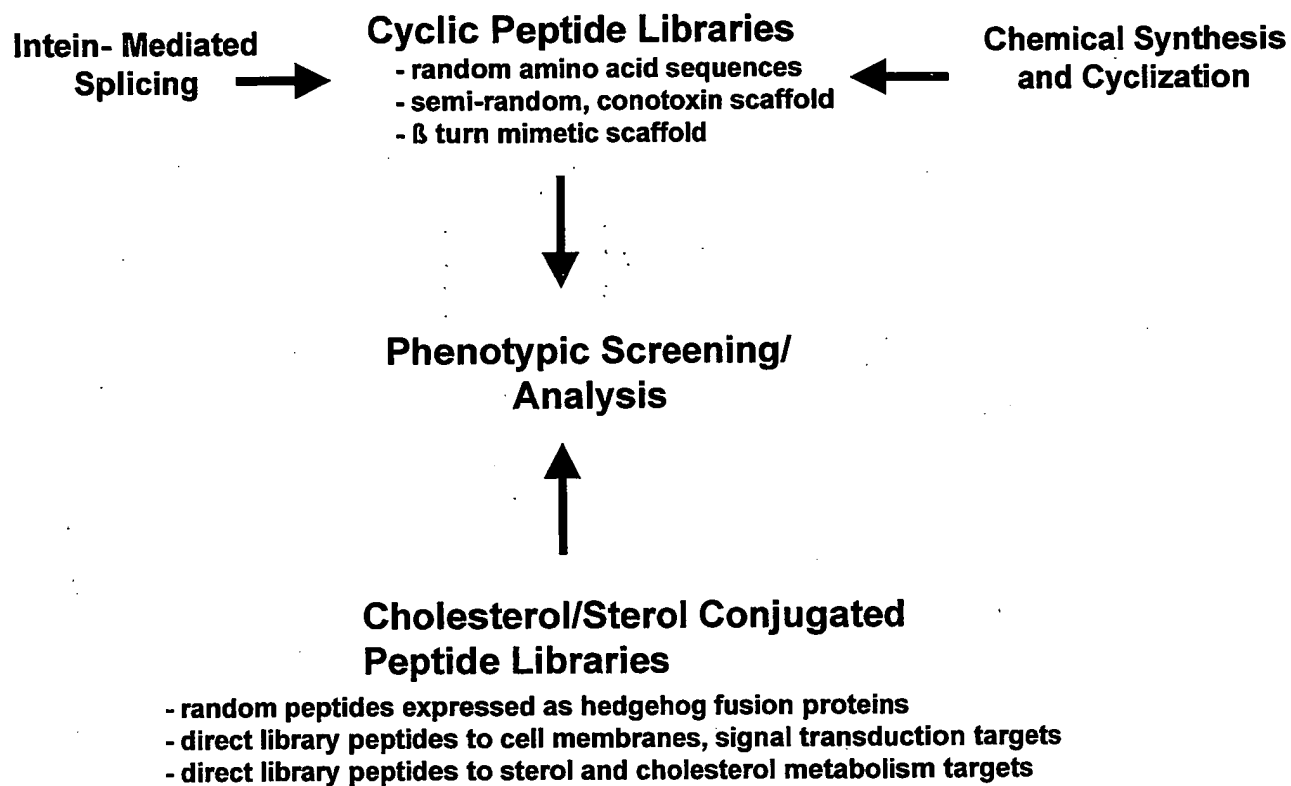 Intein- Mediated
Splicing
Cyclic Peptide Libraries
- random amino acid sequences
- semi-random, conotoxin scaffold
- ß turn mimetic scaffold
Chemical Synthesis
and Cyclization
Phenotypic Screening/
Analysis
Cholesterol/Sterol Conjugated
Peptide Libraries
- random peptides expressed as hedgehog fusion proteins
- direct library peptides to cell membranes, signal transduction targets
- direct library peptides to sterol and cholesterol metabolism targets